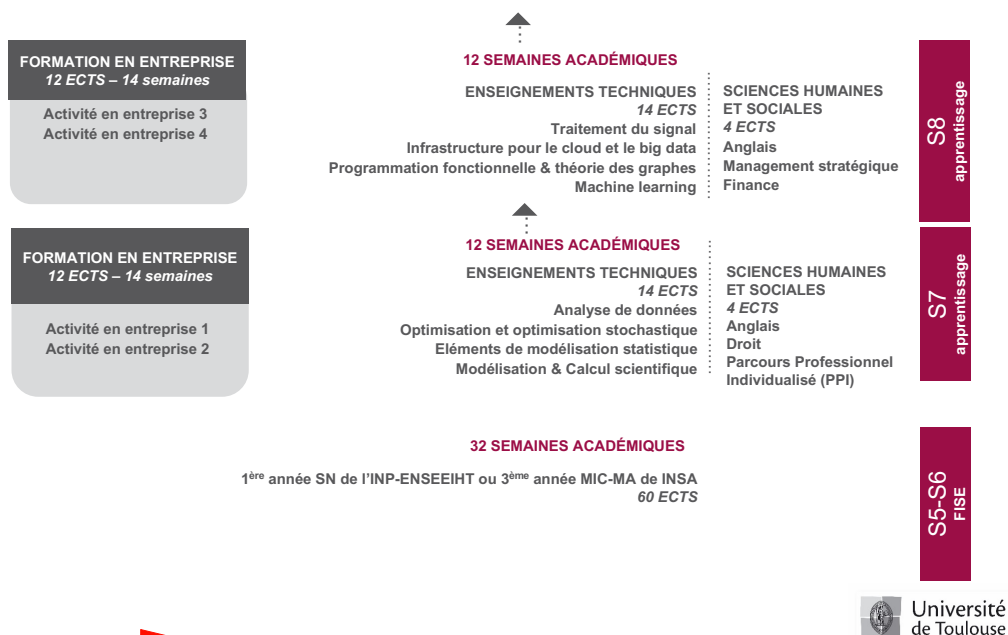 FORMATION EN ENTREPRISE
12 ECTS – 14 semaines
Activité en entreprise 3
Activité en entreprise 4
12 SEMAINES ACADÉMIQUES
ENSEIGNEMENTS TECHNIQUES
14 ECTS
Traitement du signal
Infrastructure pour le cloud et le big data
Programmation fonctionnelle & théorie des graphes
Machine learning
SCIENCES HUMAINES
ET SOCIALES
4 ECTS
Anglais
Management stratégique
Finance
S8
apprentissage
FORMATION EN ENTREPRISE
12 ECTS – 14 semaines
Activité en entreprise 1
Activité en entreprise 2
12 SEMAINES ACADÉMIQUES
ENSEIGNEMENTS TECHNIQUES
14 ECTS
Analyse de données
Optimisation et optimisation stochastique
Eléments de modélisation statistique
Modélisation & Calcul scientifique
SCIENCES HUMAINES
ET SOCIALES
4 ECTS
Anglais
Droit
Parcours Professionnel
Individualisé (PPI)
S7
apprentissage
32 SEMAINES ACADÉMIQUES
1ère année SN de l'INP-ENSEEIHT ou 3ème année MIC-MA de INSA
60 ECTS
S5-S6
FISE
Université
de Toulouse